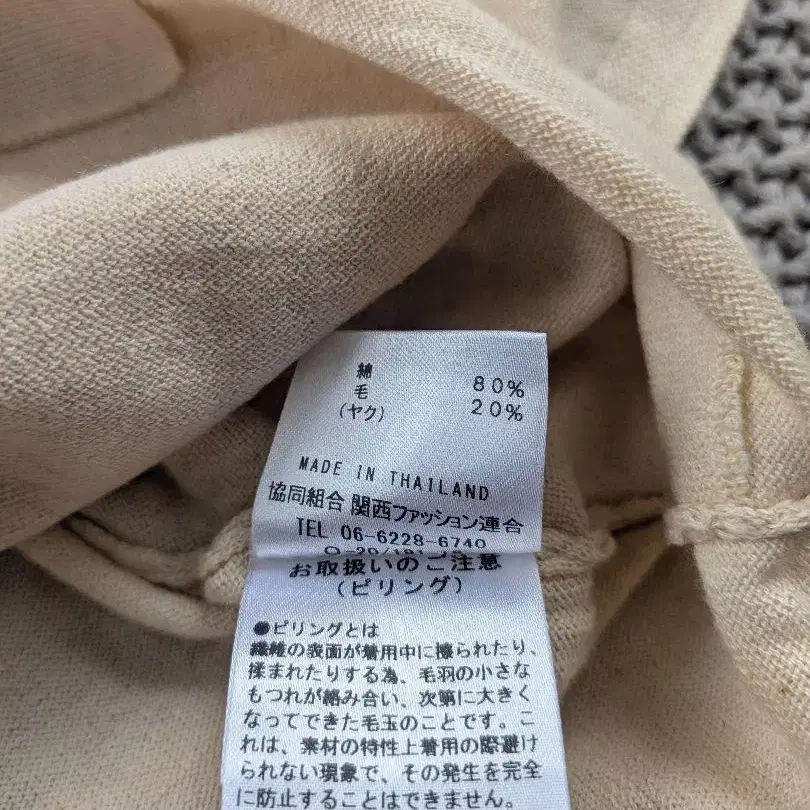 綿 80%
毛 20%
(ヤク)
MADE IN THAILAND
協同組合 関西ファッション連合
TEL 06-6228-6740
お取扱いのご注意
(ピリング)
●ピリングとは
繊維の表面が着用中に擦られたり、
揉まれたりする為、毛羽の小さな
もつれが絡み合い、次第に大きく
なってできた毛玉のことです。こ
れは、素材の特性上着用の際避け
られない現象で、その発生を完全
に防止することはできません。